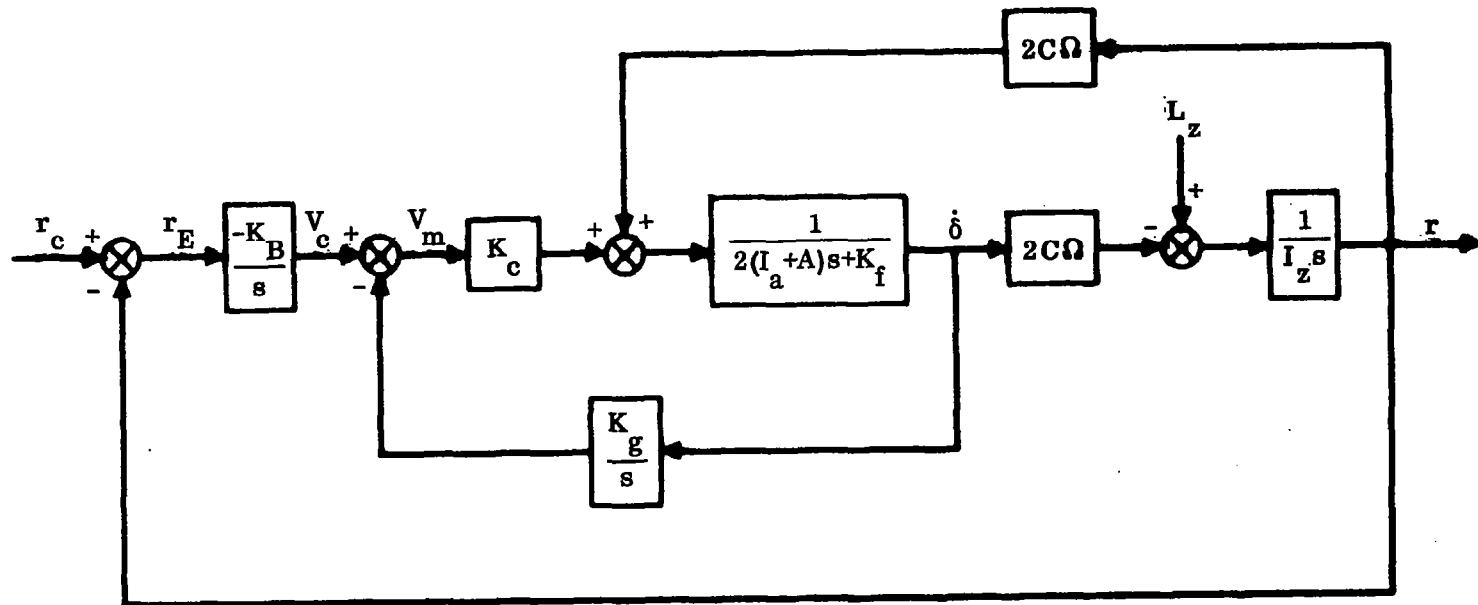 2CΩ
L_z
+
r_c
+
-
r_E
-K_B
s
V_c
+
-
V_m
K_c
+
+
1
2(I_a+A)s+K_f
δ̇
2CΩ
-
+
1
I_z s
r
K_g
s